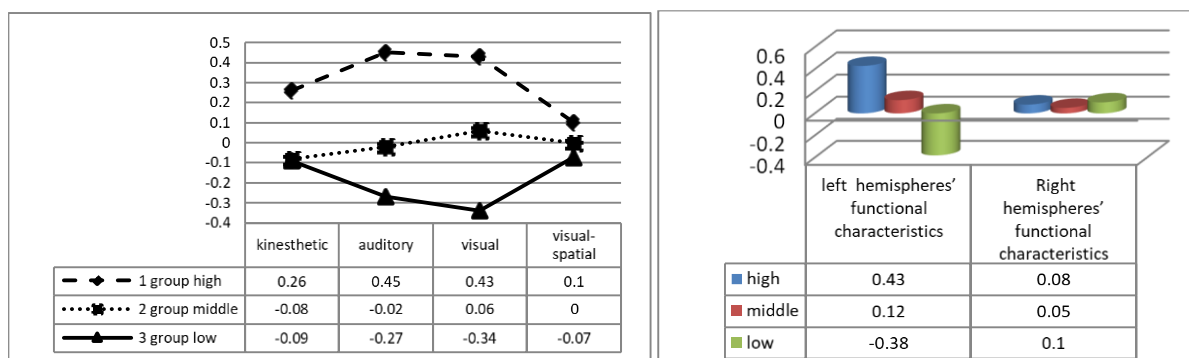 0.5
0.4
0.3
0.2
0.1
0
-0.1
-0.2
-0.3
-0.4
kinesthetic auditory visual visual-
spatial
1 group high 0.26 0.45 0.43 0.1
2 group middle -0.08 -0.02 0.06 0
3 group low -0.09 -0.27 -0.34 -0.07
0.6
0.4
0.2
0
-0.2
-0.4
left hemispheres’
functional
characteristics
Right
hemispheres’
functional
characteristics
high 0.43 0.08
middle 0.12 0.05
low -0.38 0.1